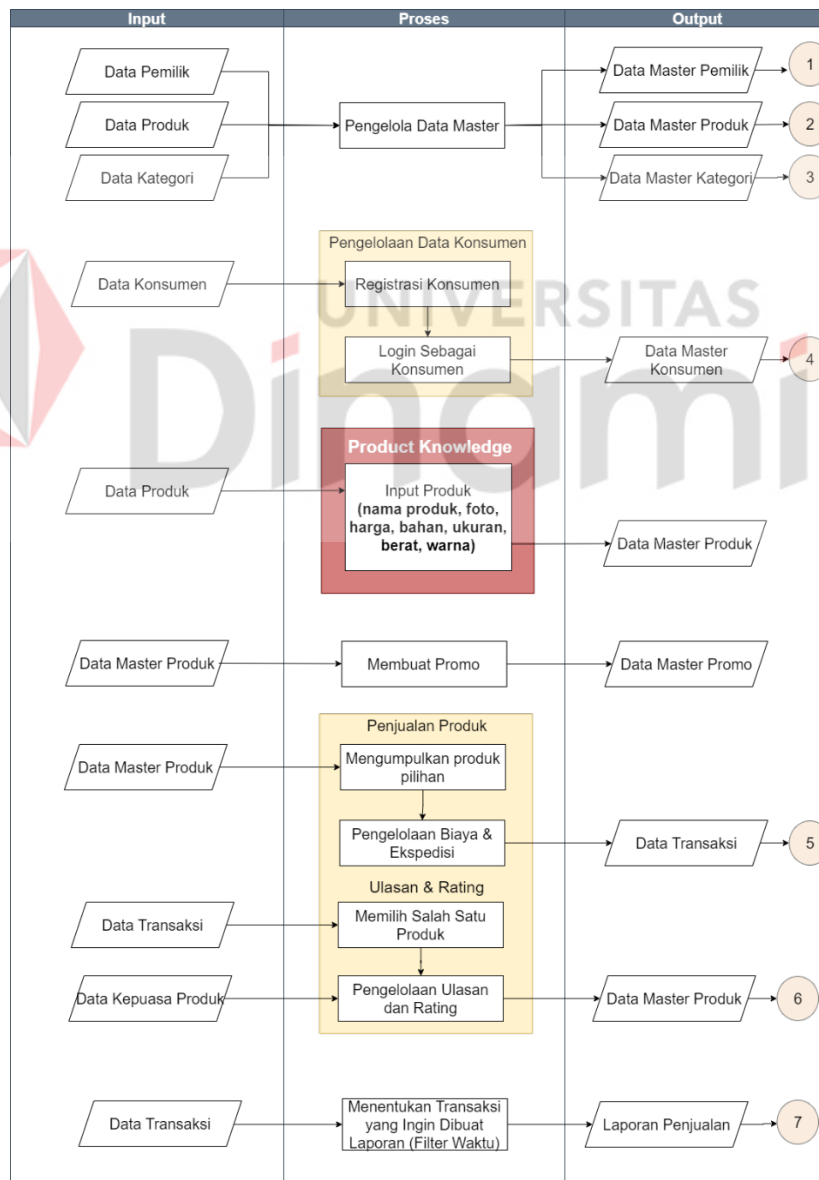 Input Proses Output
Data Pemilik
Data Master Pemilik
1
Data Produk
Pengelola Data Master
Data Master Produk
2
Data Kategori
Data Master Kategori
3
Pengelolaan Data Konsumen
Data Konsumen
Registrasi Konsumen
UNIVERSITAS
Dinami
Login Sebagai
Konsumen
Data Master
Konsumen
4
Product Knowledge
Data Produk
Input Produk
(nama produk, foto,
harga, bahan, ukuran,
berat, warna)
Data Master Produk
Data Master Produk
Membuat Promo
Data Master Promo
Penjualan Produk
Data Master Produk
Mengumpulkan produk
pilihan
Pengelolaan Biaya &
Ekspedisi
Data Transaksi
5
Ulasan & Rating
Data Transaksi
Memilih Salah Satu
Produk
Data Kepuasa Produk
Pengelolaan Ulasan
dan Rating
Data Master Produk
6
Data Transaksi
Menentukan Transaksi
yang Ingin Dibuat
Laporan (Filter Waktu)
Laporan Penjualan
7